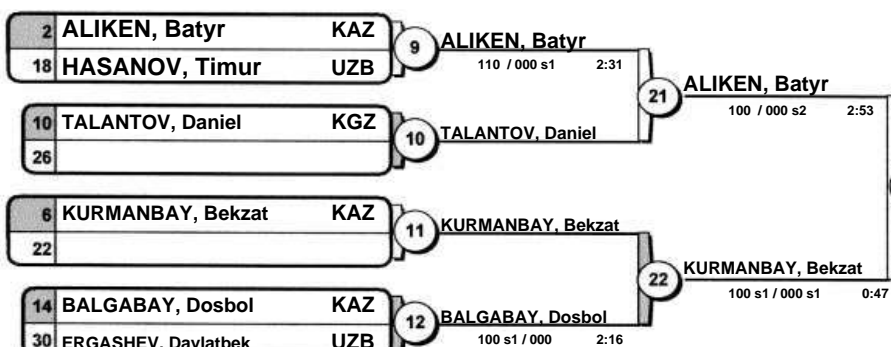 2 ALIKEN, Batyr KAZ
18 HASANOV, Timur UZB
9
ALIKEN, Batyr
110 / 000 s1 2:31
10 TALANTOV, Daniel KGZ
26
10
TALANTOV, Daniel
21
ALIKEN, Batyr
100 / 000 s2 2:53
6 KURMANBAY, Bekzat KAZ
22
11
KURMANBAY, Bekzat
14 BALGABAY, Dosbol KAZ
30 ERGASHEV, Davlatbek UZB
12
BALGABAY, Dosbol
100 s1 / 000 2:16
22
KURMANBAY, Bekzat
100 s1 / 000 s1 0:47